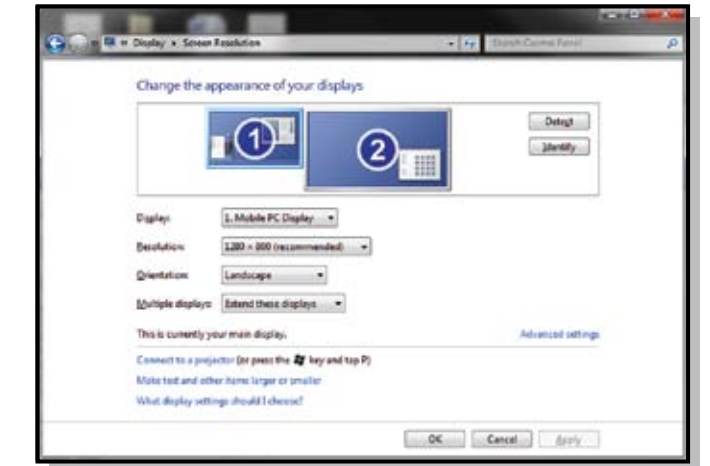 Display ▸ Screen Resolution
Search Control Panel
Change the appearance of your displays
1
2
Detect
Identify
Display: 1. Mobile PC Display
Resolution: 1280 × 800 (recommended)
Orientation: Landscape
Multiple displays: Extend these displays
This is currently your main display.
Advanced settings
Connect to a projector (or press the key and tap P)
Make text and other items larger or smaller
What display settings should I choose?
OK Cancel Apply